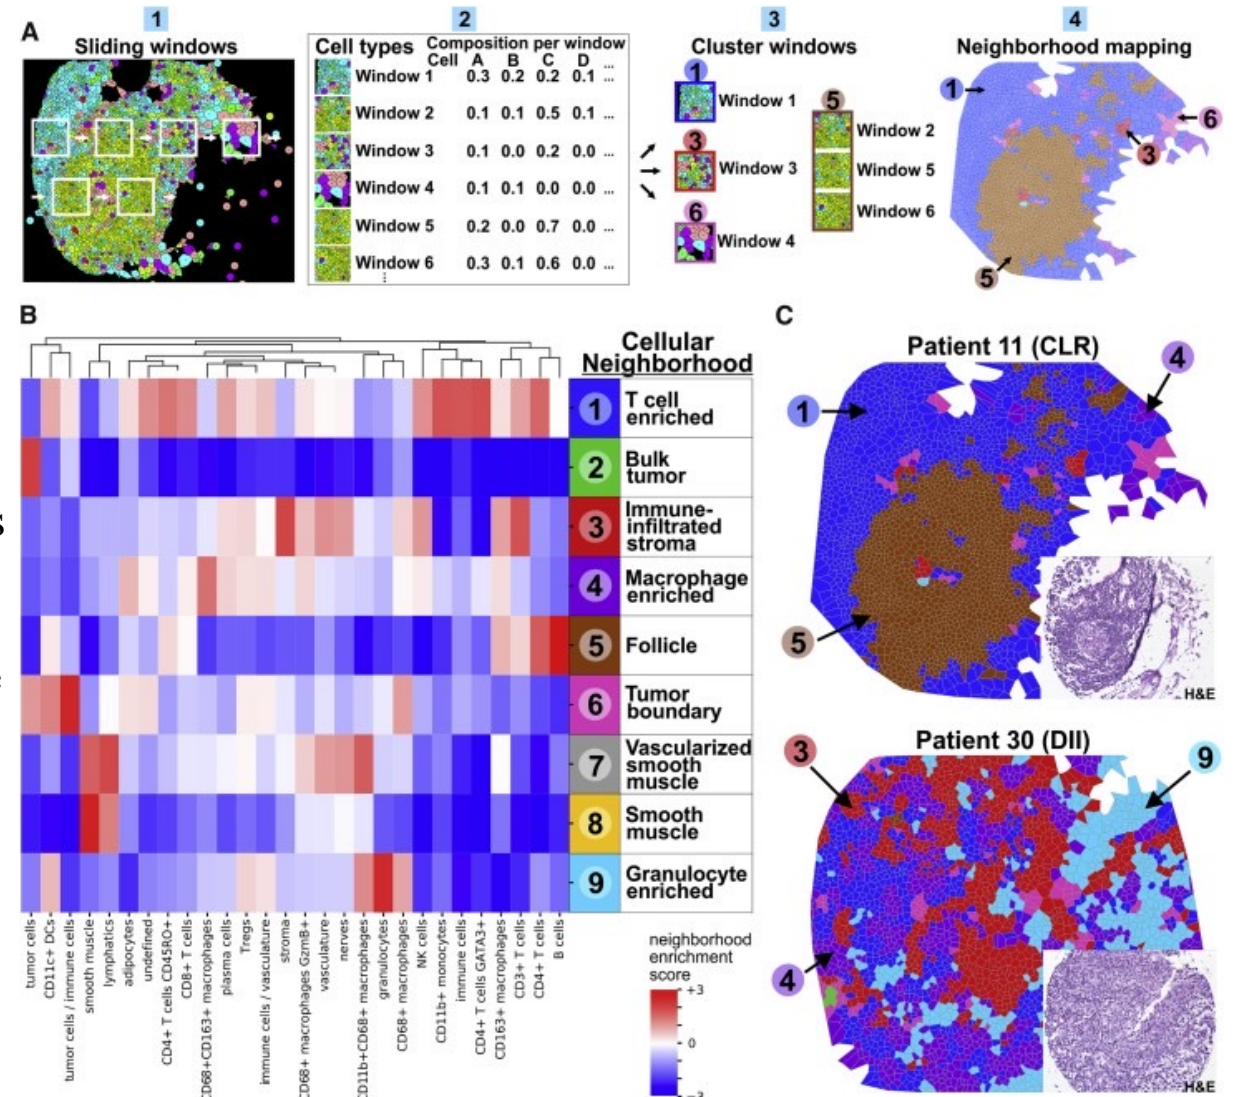 A
1
Sliding windows
2
Cell types
Composition per window
Cell A B C D ...
Window 1 0.3 0.2 0.2 0.1 ...
Window 2 0.1 0.1 0.5 0.1 ...
Window 3 0.1 0.0 0.2 0.0 ...
Window 4 0.1 0.1 0.0 0.0 ...
Window 5 0.2 0.0 0.7 0.0 ...
Window 6 0.3 0.1 0.6 0.0 ...
3
Cluster windows
1
Window 1
3
Window 3
6
Window 4
5
Window 2
Window 5
Window 6
4
Neighborhood mapping
1
6
3
5
B
Cellular
Neighborhood
1 T cell
enriched
2 Bulk
tumor
3 Immune-
infiltrated
stroma
4 Macrophage
enriched
5 Follicle
6 Tumor
boundary
7 Vascularized
smooth
muscle
8 Smooth
muscle
9 Granulocyte
enriched
tumor cells
CD11c+ DCs
tumor cells / immune cells
smooth muscle
lymphatics
adipocytes
undefined
CD4+ T cells CD45RO+
CD8+ T cells
CD68+CD163+ macrophages
plasma cells
Tregs
immune cells / vasculature
stroma
CD68+ macrophages GzmB+
vasculature
nerves
CD11b+CD68+ macrophages
granulocytes
CD68+ macrophages
NK cells
CD11b+ monocytes
immune cells
CD4+ T cells GATA3+
CD163+ macrophages
CD3+ T cells
CD4+ T cells
B cells
neighborhood
enrichment
score
+3
0
−3
C
Patient 11 (CLR)
1
4
5
H&E
Patient 30 (DII)
3
9
4
H&E